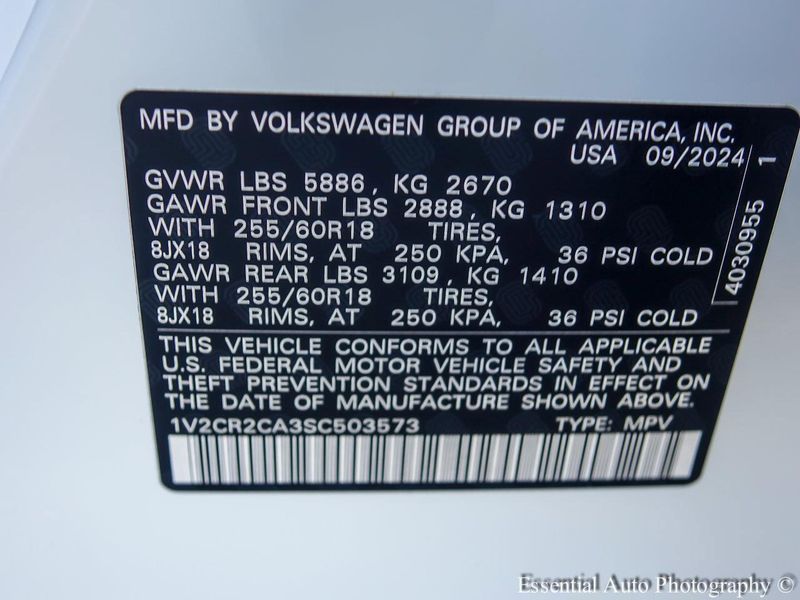 MFD BY VOLKSWAGEN GROUP OF AMERICA, INC.
USA 09/2024
GVWR LBS 5886, KG 2670
GAWR FRONT LBS 2888, KG 1310
WITH 255/60R18 TIRES,
8JX18 RIMS, AT 250 KPA, 36 PSI COLD
GAWR REAR LBS 3109, KG 1410
WITH 255/60R18 TIRES,
8JX18 RIMS, AT 250 KPA, 36 PSI COLD
4030955 1
THIS VEHICLE CONFORMS TO ALL APPLICABLE
U.S. FEDERAL MOTOR VEHICLE SAFETY AND
THEFT PREVENTION STANDARDS IN EFFECT ON
THE DATE OF MANUFACTURE SHOWN ABOVE.
1V2CR2CA3SC503573 TYPE: MPV
Essential Auto Photography ©